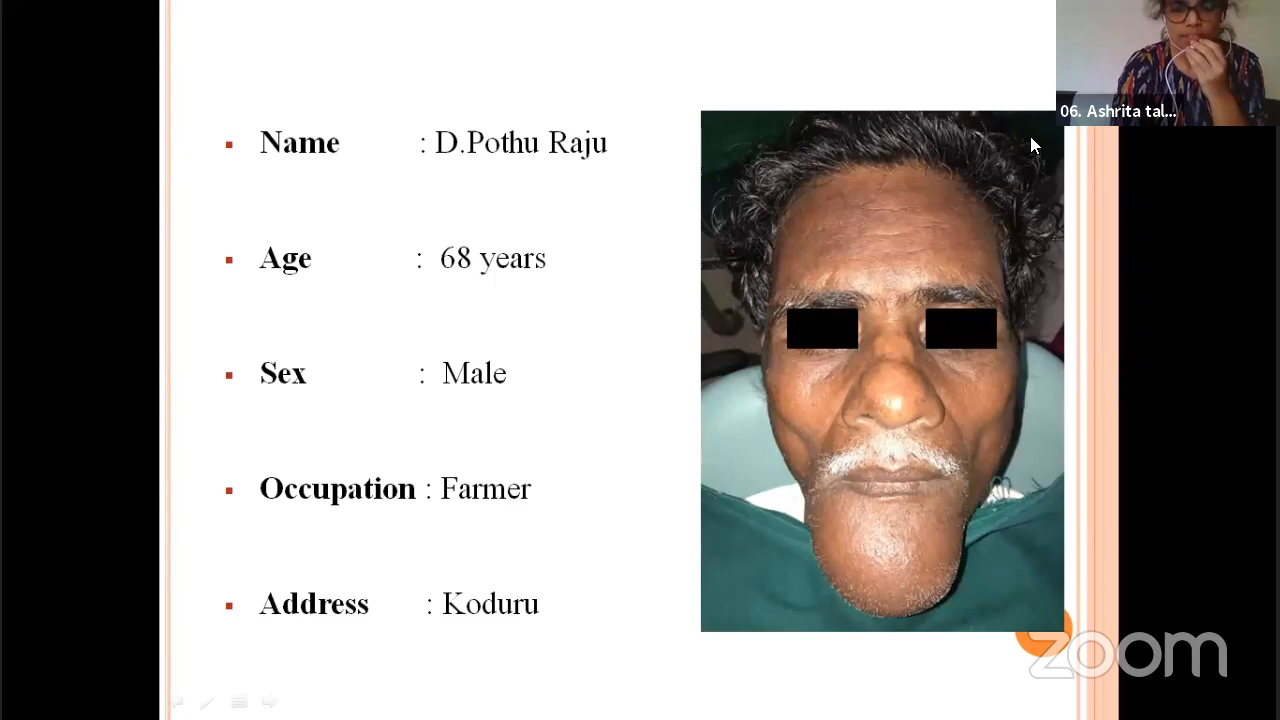 06. Ashrita tal...
Name : D.Pothu Raju
Age : 68 years
Sex : Male
Occupation : Farmer
Address : Koduru
zoom